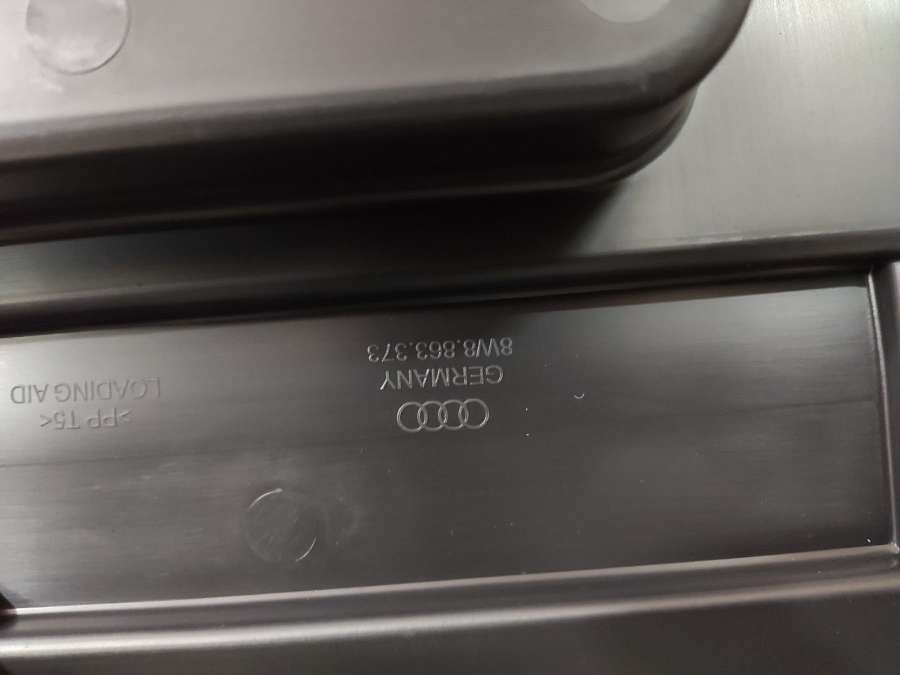 GERMANY
8W8.863.373
>PP T5<
LOADING AID